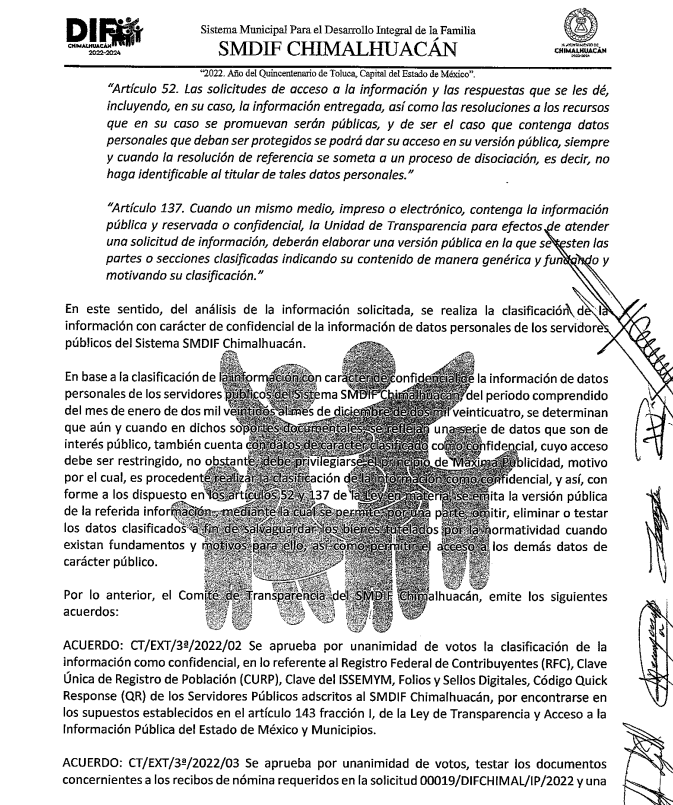 DIF
CHIMALHUACÁN
2022-2024
Sistema Municipal Para el Desarrollo Integral de la Familia
SMDIF CHIMALHUACÁN
H. AYUNTAMIENTO DE
CHIMALHUACÁN
2022-2024
"2022. Año del Quincentenario de Toluca, Capital del Estado de México".
"Artículo 52. Las solicitudes de acceso a la información y las respuestas que se les dé,
incluyendo, en su caso, la información entregada, así como las resoluciones a los recursos
que en su caso se promuevan serán públicas, y de ser el caso que contenga datos
personales que deban ser protegidos se podrá dar su acceso en su versión pública, siempre
y cuando la resolución de referencia se someta a un proceso de disociación, es decir, no
haga identificable al titular de tales datos personales."
"Artículo 137. Cuando un mismo medio, impreso o electrónico, contenga la información
pública y reservada o confidencial, la Unidad de Transparencia para efectos de atender
una solicitud de información, deberán elaborar una versión pública en la que se testen las
partes o secciones clasificadas indicando su contenido de manera genérica y fundando y
motivando su clasificación."
En este sentido, del análisis de la información solicitada, se realiza la clasificación de la
información con carácter de confidencial de la información de datos personales de los servidores
públicos del Sistema SMDIF Chimalhuacán.
En base a la clasificación de la información con carácter de confidencial de la información de datos
personales de los servidores públicos del Sistema SMDIF Chimalhuacán, del periodo comprendido
del mes de enero de dos mil veintidós al mes de diciembre de dos mil veinticuatro, se determinan
que aún y cuando en dichos soportes documentales se reflejan una serie de datos que son de
interés público, también cuenta con datos de carácter clasificado como confidencial, cuyo acceso
debe ser restringido, no obstante, debe privilegiarse el principio de Máxima Publicidad, motivo
por el cual, es procedente realizar la clasificación de la información como confidencial, y así, con
forme a los dispuesto en los artículos 52 y 137 de la Ley en materia, se emita la versión pública
de la referida información, mediante la cual se permite por una parte omitir, eliminar o testar
los datos clasificados a fin de salvaguardar los bienes tutelados por la normatividad cuando
existan fundamentos y motivos para ello, así como permitir el acceso a los demás datos de
carácter público.
Por lo anterior, el Comité de Transparencia del SMDIF Chimalhuacán, emite los siguientes
acuerdos:
ACUERDO: CT/EXT/3ª/2022/02 Se aprueba por unanimidad de votos la clasificación de la
información como confidencial, en lo referente al Registro Federal de Contribuyentes (RFC), Clave
Única de Registro de Población (CURP), Clave del ISSEMYM, Folios y Sellos Digitales, Código Quick
Response (QR) de los Servidores Públicos adscritos al SMDIF Chimalhuacán, por encontrarse en
los supuestos establecidos en el artículo 143 fracción I, de la Ley de Transparencia y Acceso a la
Información Pública del Estado de México y Municipios.
ACUERDO: CT/EXT/3ª/2022/03 Se aprueba por unanimidad de votos, testar los documentos
concernientes a los recibos de nómina requeridos en la solicitud 00019/DIFCHIMAL/IP/2022 y una